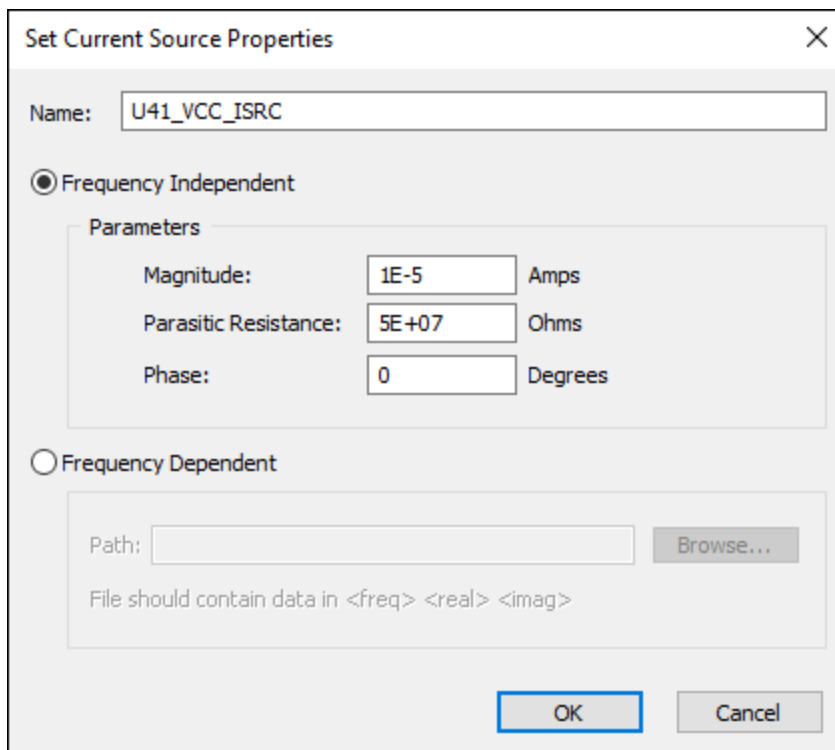 Set Current Source Properties
Name: U41_VCC_ISRC
Frequency Independent
Parameters
Magnitude: 1E-5 Amps
Parasitic Resistance: 5E+07 Ohms
Phase: 0 Degrees
Frequency Dependent
Path: Browse...
File should contain data in <freq> <real> <imag>
OK Cancel